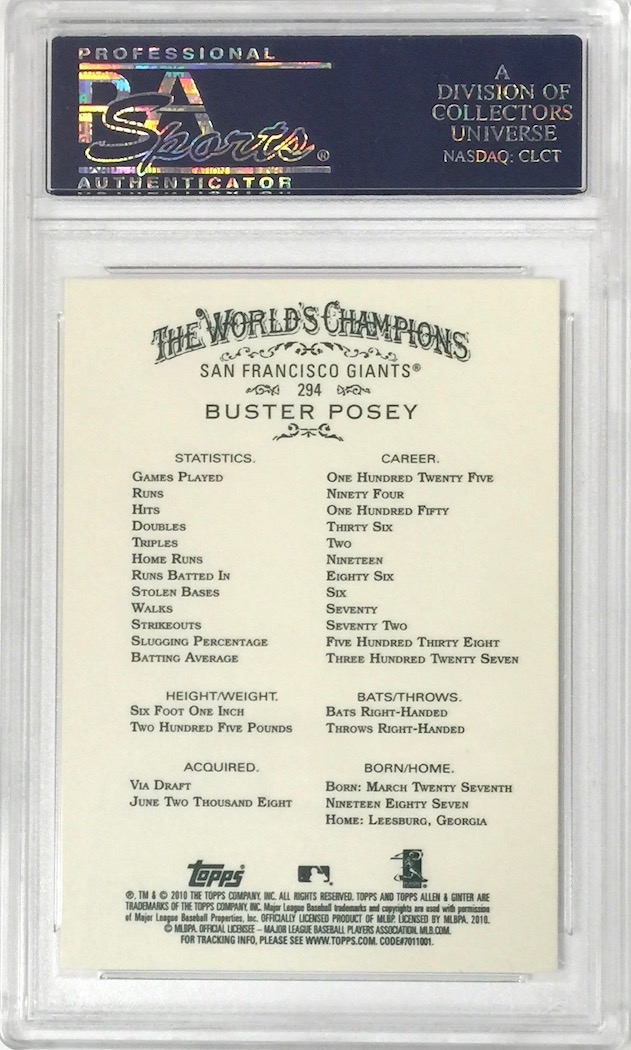 PROFESSIONAL
PSA
Sports®
AUTHENTICATOR
A
DIVISION OF
COLLECTORS
UNIVERSE
NASDAQ: CLCT
THE WORLD'S CHAMPIONS
SAN FRANCISCO GIANTS®
294
BUSTER POSEY
STATISTICS. CAREER.
GAMES PLAYED ONE HUNDRED TWENTY FIVE
RUNS NINETY FOUR
HITS ONE HUNDRED FIFTY
DOUBLES THIRTY SIX
TRIPLES TWO
HOME RUNS NINETEEN
RUNS BATTED IN EIGHTY SIX
STOLEN BASES SIX
WALKS SEVENTY
STRIKEOUTS SEVENTY TWO
SLUGGING PERCENTAGE FIVE HUNDRED THIRTY EIGHT
BATTING AVERAGE THREE HUNDRED TWENTY SEVEN
HEIGHT/WEIGHT. BATS/THROWS.
SIX FOOT ONE INCH BATS RIGHT-HANDED
TWO HUNDRED FIVE POUNDS THROWS RIGHT-HANDED
ACQUIRED. BORN/HOME.
VIA DRAFT BORN: MARCH TWENTY SEVENTH
JUNE TWO THOUSAND EIGHT NINETEEN EIGHTY SEVEN
HOME: LEESBURG, GEORGIA
Topps
®, TM & © 2010 THE TOPPS COMPANY, INC. ALL RIGHTS RESERVED. TOPPS AND TOPPS ALLEN & GINTER ARE
TRADEMARKS OF THE TOPPS COMPANY, INC. Major League Baseball trademarks and copyrights are used with permission
of Major League Baseball Properties, Inc. OFFICIALLY LICENSED PRODUCT OF MLBP. LICENSED BY MLBPA. 2010.
© MLBPA. OFFICIAL LICENSEE – MAJOR LEAGUE BASEBALL PLAYERS ASSOCIATION. MLB.COM.
FOR TRACKING INFO, PLEASE SEE WWW.TOPPS.COM. CODE#7011001.